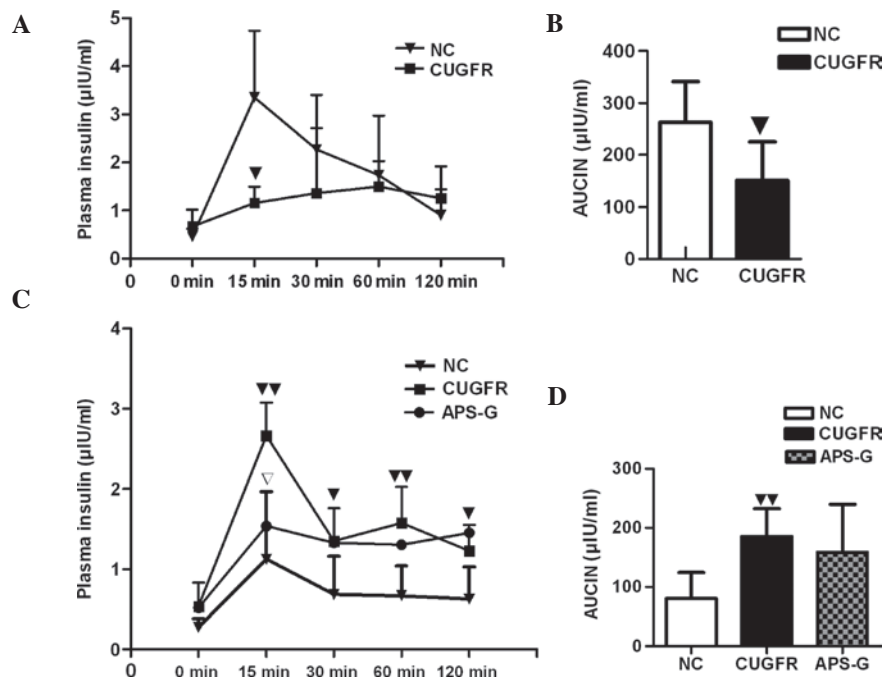 A
Plasma insulin (µIU/ml)
5
4
3
2
1
0
NC
CUGFR
0
0 min
15 min
30 min
60 min
120 min
B
AUCIN (µIU/ml)
400
300
200
100
0
NC
CUGFR
NC
CUGFR
C
Plasma insulin (µIU/ml)
4
3
2
1
0
NC
CUGFR
APS-G
0
0 min
15 min
30 min
60 min
120 min
D
AUCIN (µIU/ml)
300
200
100
0
NC
CUGFR
APS-G
NC
CUGFR
APS-G